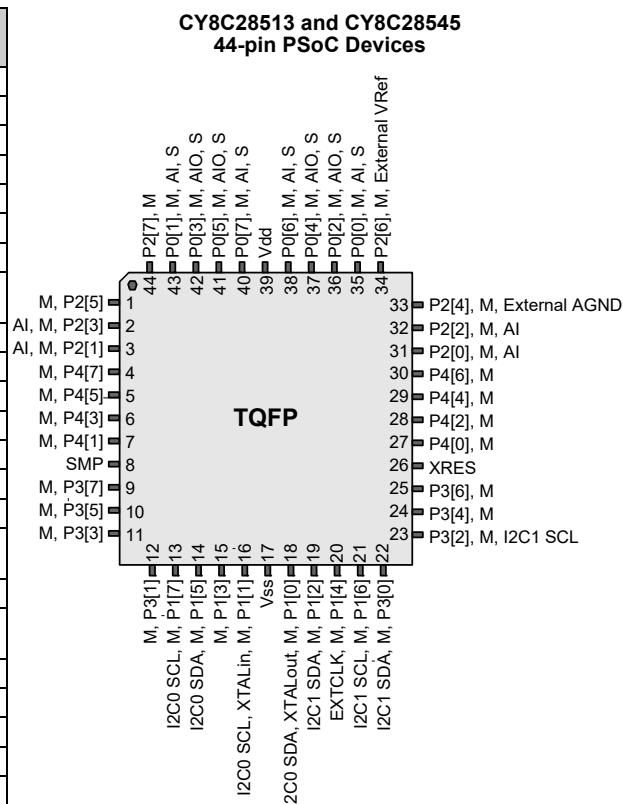 CY8C28513 and CY8C28545
44-pin PSoC Devices
P2[7], M
P0[1], M, AI, S
P0[3], M, AIO, S
P0[5], M, AIO, S
P0[7], M, AI, S
Vdd
P0[6], M, AI, S
P0[4], M, AIO, S
P0[2], M, AIO, S
P0[0], M, AI, S
P2[6], M, External VRef
44
43
42
41
40
39
38
37
36
35
34
M, P2[5] 1
AI, M, P2[3] 2
AI, M, P2[1] 3
M, P4[7] 4
M, P4[5] 5
M, P4[3] 6
M, P4[1] 7
SMP 8
M, P3[7] 9
M, P3[5] 10
M, P3[3] 11
TQFP
33 P2[4], M, External AGND
32 P2[2], M, AI
31 P2[0], M, AI
30 P4[6], M
29 P4[4], M
28 P4[2], M
27 P4[0], M
26 XRES
25 P3[6], M
24 P3[4], M
23 P3[2], M, I2C1 SCL
12
13
14
15
16
17
18
19
20
21
22
M, P3[1]
I2C0 SCL, M, P1[7]
I2C0 SDA, M, P1[5]
M, P1[3]
I2C0 SCL, XTALin, M, P1[1]
Vss
2C0 SDA, XTALout, M, P1[0]
I2C1 SDA, M, P1[2]
EXTCLK, M, P1[4]
I2C1 SCL, M, P1[6]
I2C1 SDA, M, P3[0]